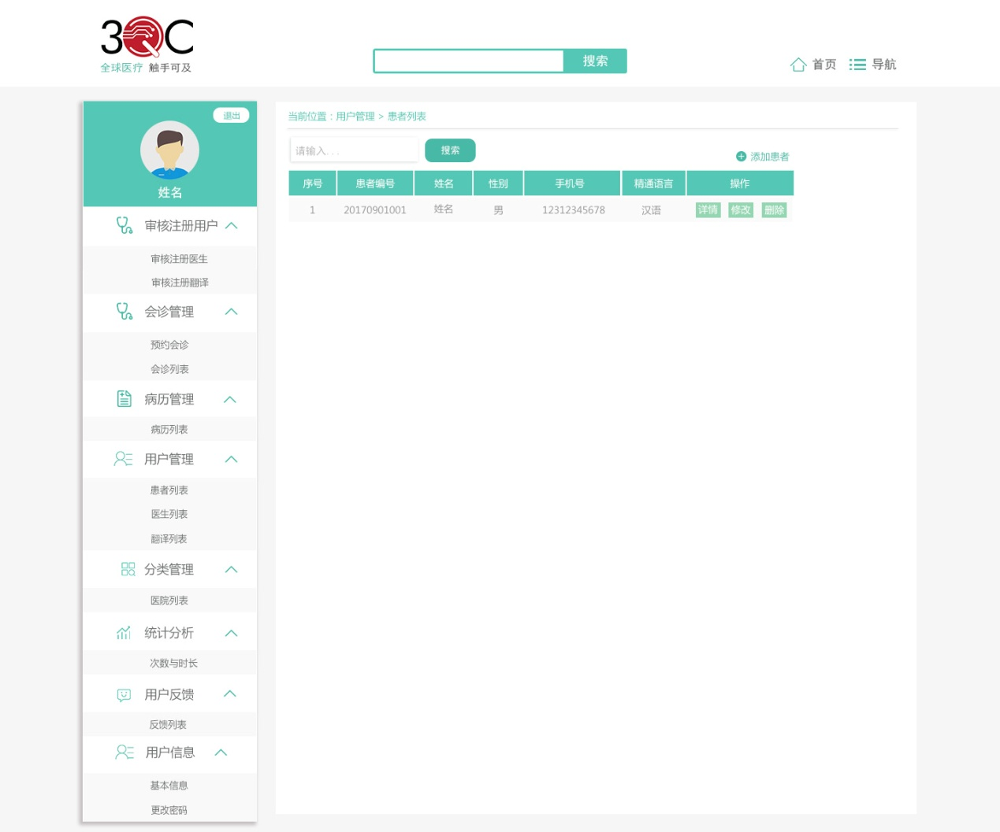 3QC
全球医疗 触手可及
搜索
首页 导航
退出
姓名
审核注册用户
审核注册医生
审核注册翻译
会诊管理
预约会诊
会诊列表
病历管理
病历列表
用户管理
患者列表
医生列表
翻译列表
分类管理
医院列表
统计分析
次数与时长
用户反馈
反馈列表
用户信息
基本信息
更改密码
当前位置：用户管理 > 患者列表
请输入... 搜索
添加患者
序号 患者编号 姓名 性别 手机号 精通语言 操作
1 20170901001 姓名 男 12312345678 汉语 详情 修改 删除